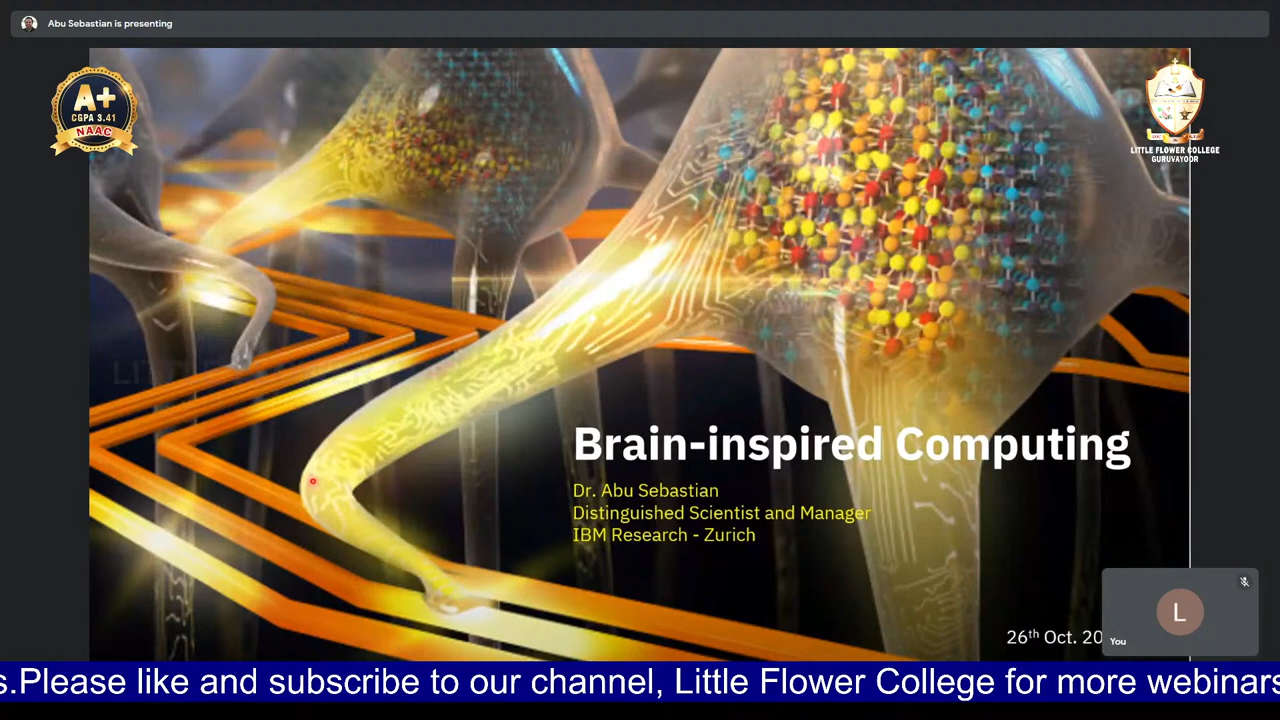 Abu Sebastian is presenting
A+
CGPA 3.41
NAAC
LITTLE FLOWER COLLEGE
GURUVAYOOR
Brain-inspired Computing
Dr. Abu Sebastian
Distinguished Scientist and Manager
IBM Research - Zurich
26th Oct. 20
L
You
s.Please like and subscribe to our channel, Little Flower College for more webinars